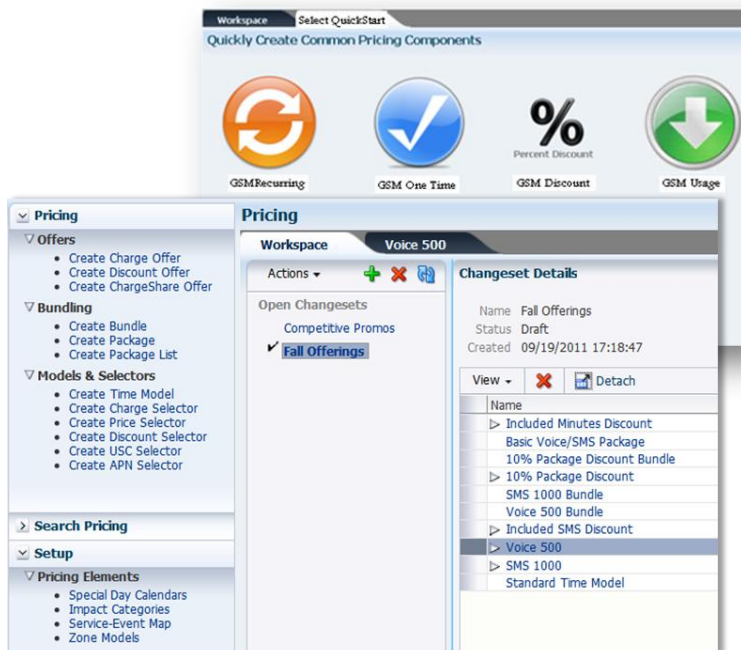 Workspace
Select QuickStart
Quickly Create Common Pricing Components
%
Percent Discount
GSMRecurring
GSM One Time
GSM Discount
GSM Usage
Pricing
Offers
Create Charge Offer
Create Discount Offer
Create ChargeShare Offer
Bundling
Create Bundle
Create Package
Create Package List
Models & Selectors
Create Time Model
Create Charge Selector
Create Price Selector
Create Discount Selector
Create USC Selector
Create APN Selector
Search Pricing
Setup
Pricing Elements
Special Day Calendars
Impact Categories
Service-Event Map
Zone Models
Pricing
Workspace
Voice 500
Actions
Open Changesets
Competitive Promos
Fall Offerings
Changeset Details
Name Fall Offerings
Status Draft
Created 09/19/2011 17:18:47
View
Detach
Name
Included Minutes Discount
Basic Voice/SMS Package
10% Package Discount Bundle
10% Package Discount
SMS 1000 Bundle
Voice 500 Bundle
Included SMS Discount
Voice 500
SMS 1000
Standard Time Model